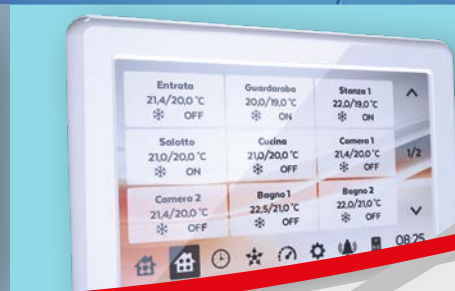 Entrata
21,4/20,0 °C
OFF
Guardaroba
20,0/19,0 °C
ON
Stanza 1
22,0/19,0 °C
ON
Salotto
21,0/20,0 °C
ON
Cucina
21,0/20,0 °C
OFF
Camera 1
21,4/20,0 °C
OFF
1/2
Camera 2
21,4/20,0 °C
OFF
Bagno 1
22,5/21,0 °C
OFF
Bagno 2
22,0/21,0 °C
OFF
08:25